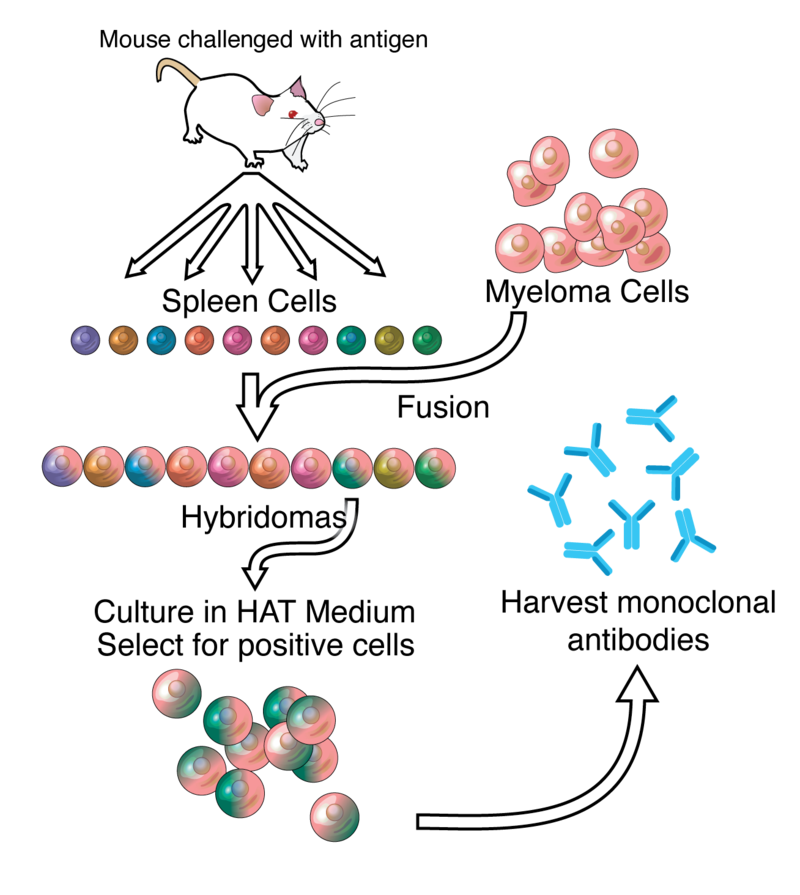 Mouse challenged with antigen
Spleen Cells
Myeloma Cells
Fusion
Hybridomas
Culture in HAT Medium
Select for positive cells
Harvest monoclonal
antibodies